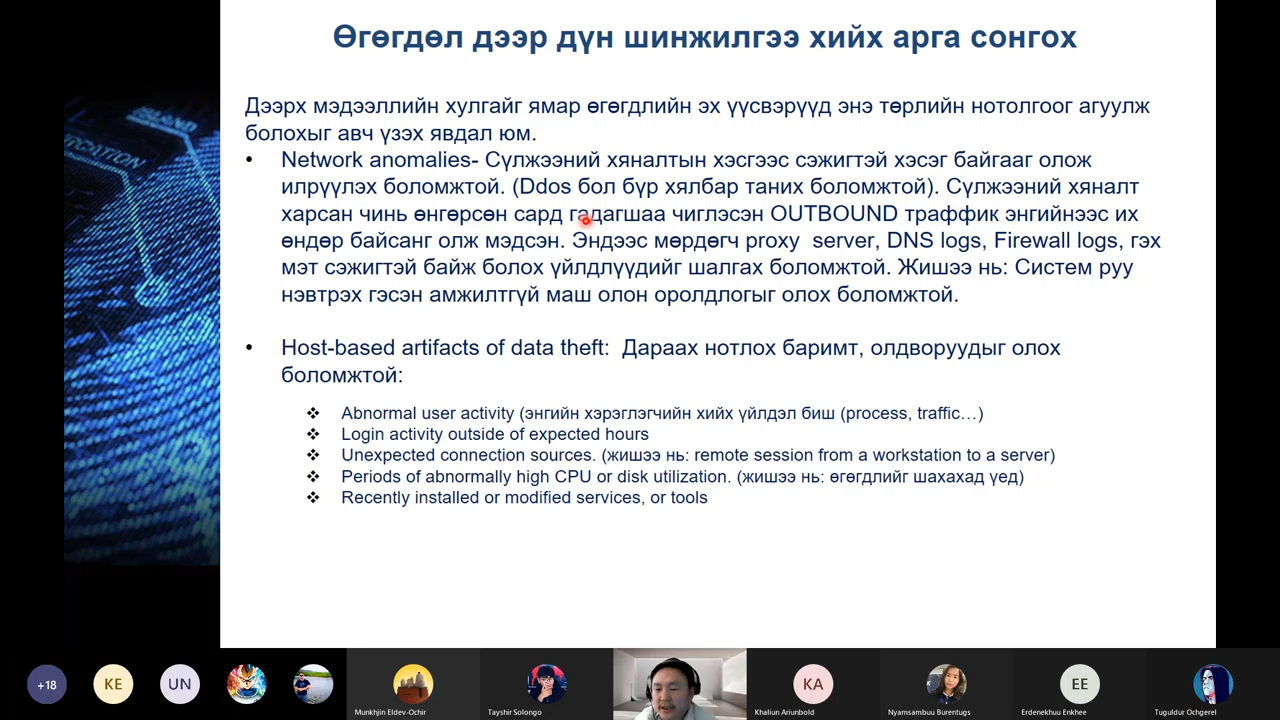 Өгөгдөл дээр дүн шинжилгээ хийх арга сонгох
Дээрх мэдээллийн хулгайг ямар өгөгдлийн эх үүсвэрүүд энэ төрлийн нотолгоог агуулж
болохыг авч үзэх явдал юм.
• Network anomalies- Сүлжээний хяналтын хэсгээс сэжигтэй хэсэг байгааг олож
илрүүлэх боломжтой. (Ddos бол бүр хялбар таних боломжтой). Сүлжээний хяналт
харсан чинь өнгөрсөн сард гадагшаа чиглэсэн OUTBOUND траффик энгийнээс их
өндөр байсанг олж мэдсэн. Эндээс мөрдөгч proxy server, DNS logs, Firewall logs, гэх
мэт сэжигтэй байж болох үйлдлүүдийг шалгах боломжтой. Жишээ нь: Систем руу
нэвтрэх гэсэн амжилтгүй маш олон оролдлогыг олох боломжтой.
• Host-based artifacts of data theft: Дараах нотлох баримт, олдворуудыг олох
боломжтой:
❖ Abnormal user activity (энгийн хэрэглэгчийн хийх үйлдэл биш (process, traffic…)
❖ Login activity outside of expected hours
❖ Unexpected connection sources. (жишээ нь: remote session from a workstation to a server)
❖ Periods of abnormally high CPU or disk utilization. (жишээ нь: өгөгдлийг шахахад үед)
❖ Recently installed or modified services, or tools
+18
KE
UN
KA
EE
Munkhjin Eldev-Ochir
Tayshir Solongo
Khaliun Ariunbold
Nyamsambuu Burentugs
Erdenekhuu Enkhee
Tuguldur Ochgerel